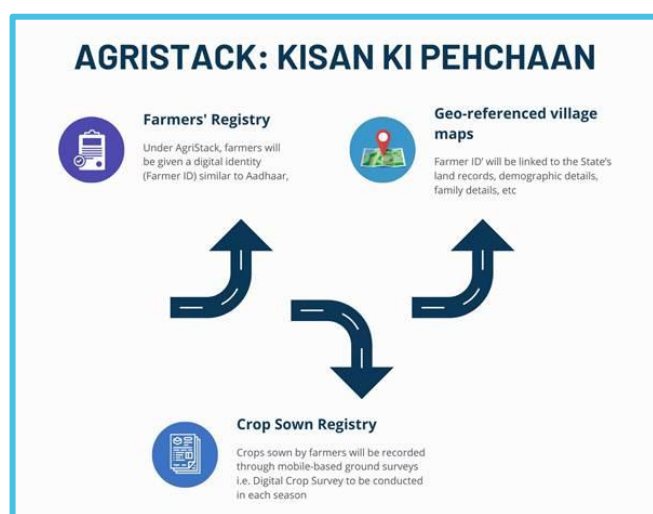 AGRISTACK: KISAN KI PEHCHAAN
Farmers' Registry
Under AgriStack, farmers will
be given a digital identity
(Farmer ID) similar to Aadhaar,
Geo-referenced village
maps
Farmer ID' will be linked to the State's
land records, demographic details,
family details, etc
Crop Sown Registry
Crops sown by farmers will be recorded
through mobile-based ground surveys
i.e. Digital Crop Survey to be conducted
in each season